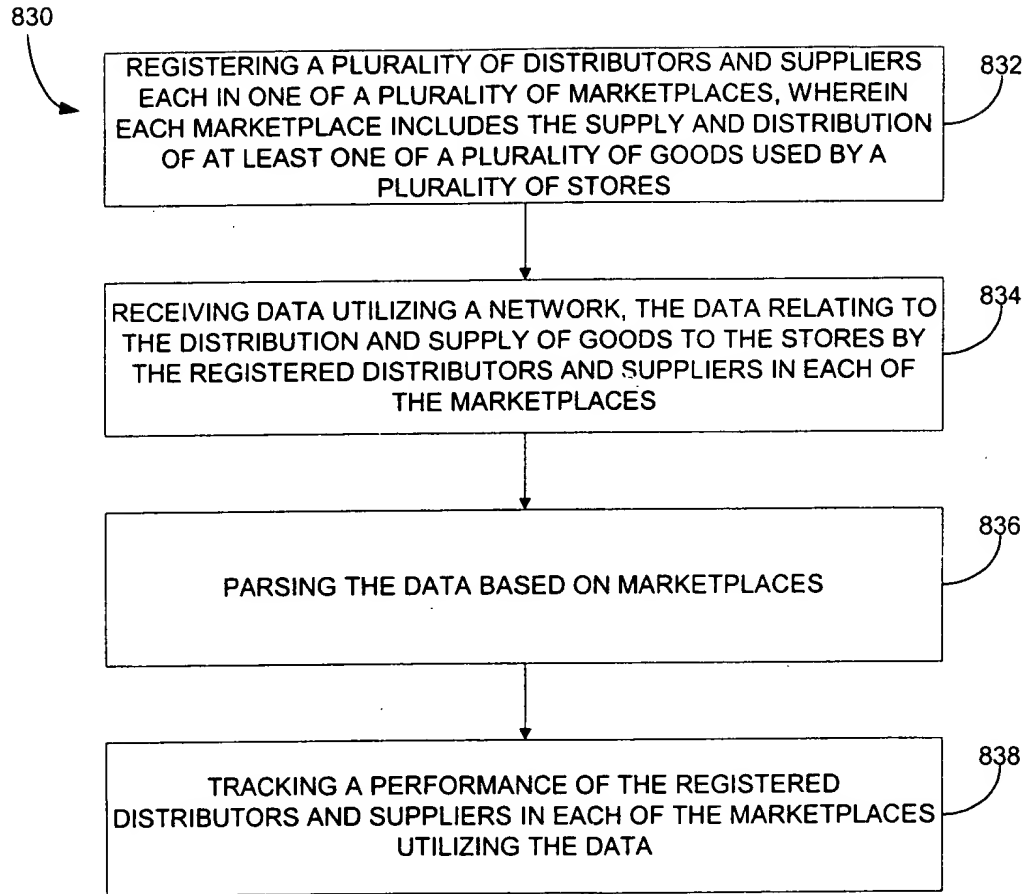 830
REGISTERING A PLURALITY OF DISTRIBUTORS AND SUPPLIERS
EACH IN ONE OF A PLURALITY OF MARKETPLACES, WHEREIN
EACH MARKETPLACE INCLUDES THE SUPPLY AND DISTRIBUTION
OF AT LEAST ONE OF A PLURALITY OF GOODS USED BY A
PLURALITY OF STORES
832
RECEIVING DATA UTILIZING A NETWORK, THE DATA RELATING TO
THE DISTRIBUTION AND SUPPLY OF GOODS TO THE STORES BY
THE REGISTERED DISTRIBUTORS AND SUPPLIERS IN EACH OF
THE MARKETPLACES
834
PARSING THE DATA BASED ON MARKETPLACES
836
TRACKING A PERFORMANCE OF THE REGISTERED
DISTRIBUTORS AND SUPPLIERS IN EACH OF THE MARKETPLACES
UTILIZING THE DATA
838